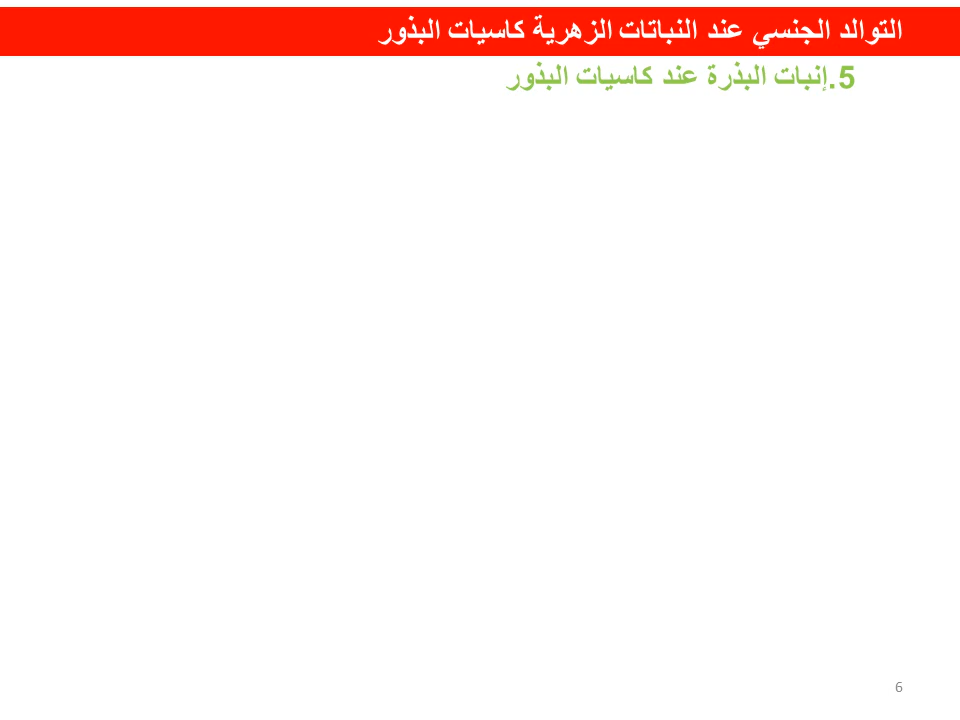 التوالد الجنسي عند النباتات الزهرية كاسيات البذور
5.إنبات البذرة عند كاسيات البذور
6